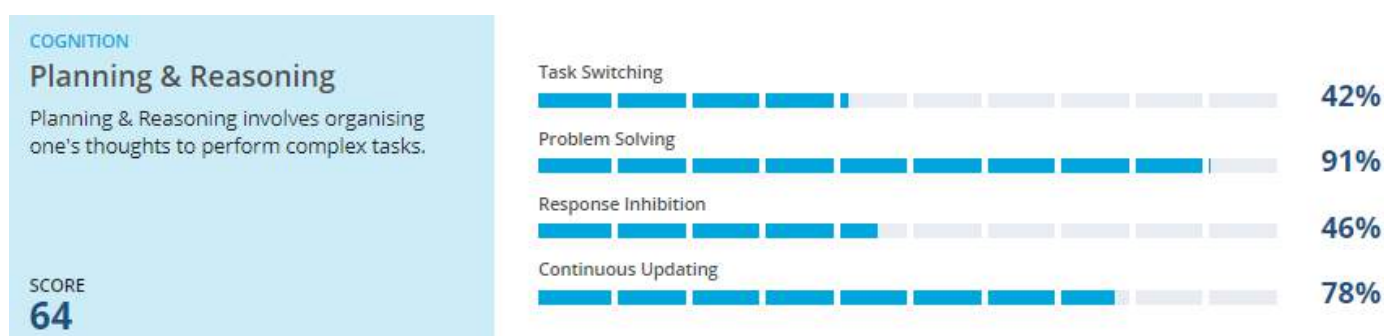 COGNITION
Planning & Reasoning
Planning & Reasoning involves organising
one's thoughts to perform complex tasks.
SCORE
64
Task Switching
42%
Problem Solving
91%
Response Inhibition
46%
Continuous Updating
78%